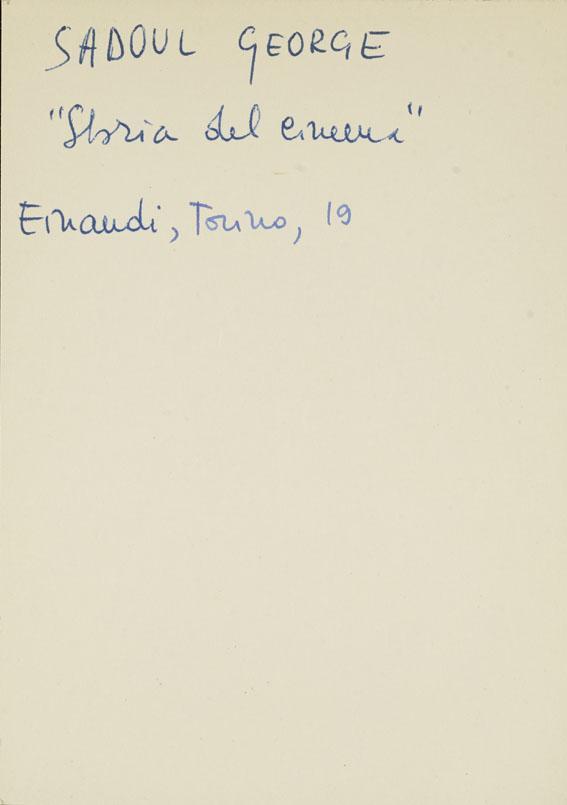 SADOUL GEORGE
"Storia del cinema"
Einaudi, Torino, 19